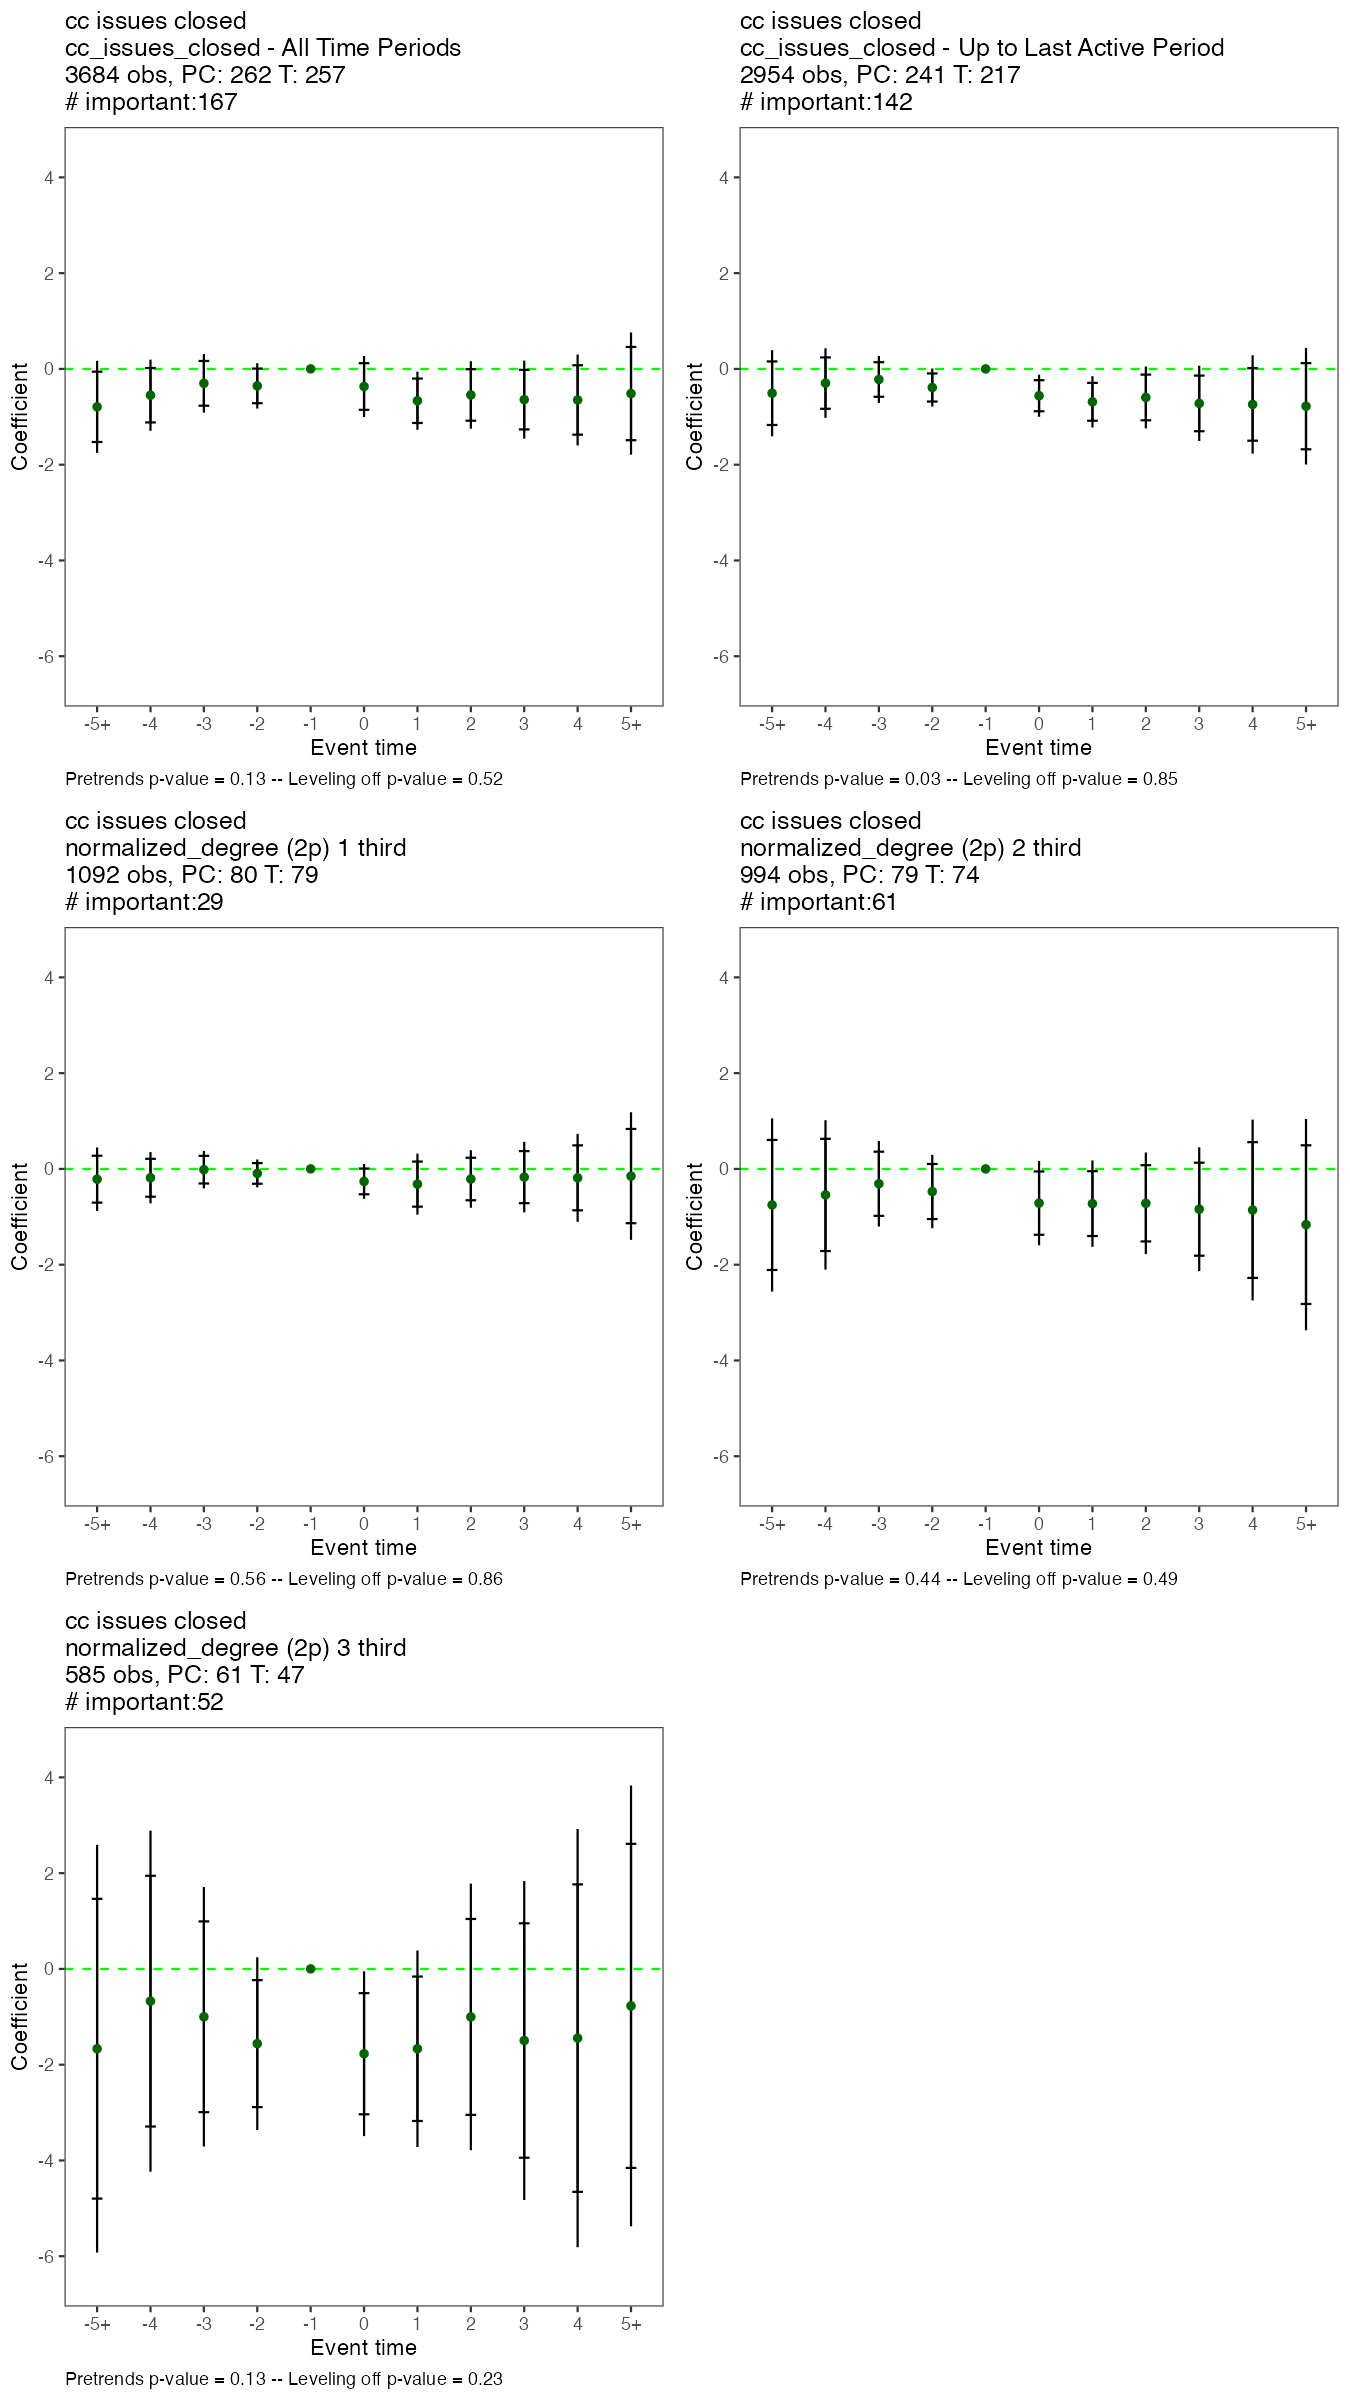 cc issues closed
cc_issues_closed - All Time Periods
3684 obs, PC: 262 T: 257
# important:167
4
2
0
-2
-4
-6
Coefficient
-5+ -4 -3 -2 -1 0 1 2 3 4 5+
Event time
Pretrends p-value = 0.13 -- Leveling off p-value = 0.52
cc issues closed
cc_issues_closed - Up to Last Active Period
2954 obs, PC: 241 T: 217
# important:142
4
2
0
-2
-4
-6
Coefficient
-5+ -4 -3 -2 -1 0 1 2 3 4 5+
Event time
Pretrends p-value = 0.03 -- Leveling off p-value = 0.85
cc issues closed
normalized_degree (2p) 1 third
1092 obs, PC: 80 T: 79
# important:29
4
2
0
-2
-4
-6
Coefficient
-5+ -4 -3 -2 -1 0 1 2 3 4 5+
Event time
Pretrends p-value = 0.56 -- Leveling off p-value = 0.86
cc issues closed
normalized_degree (2p) 2 third
994 obs, PC: 79 T: 74
# important:61
4
2
0
-2
-4
-6
Coefficient
-5+ -4 -3 -2 -1 0 1 2 3 4 5+
Event time
Pretrends p-value = 0.44 -- Leveling off p-value = 0.49
cc issues closed
normalized_degree (2p) 3 third
585 obs, PC: 61 T: 47
# important:52
4
2
0
-2
-4
-6
Coefficient
-5+ -4 -3 -2 -1 0 1 2 3 4 5+
Event time
Pretrends p-value = 0.13 -- Leveling off p-value = 0.23